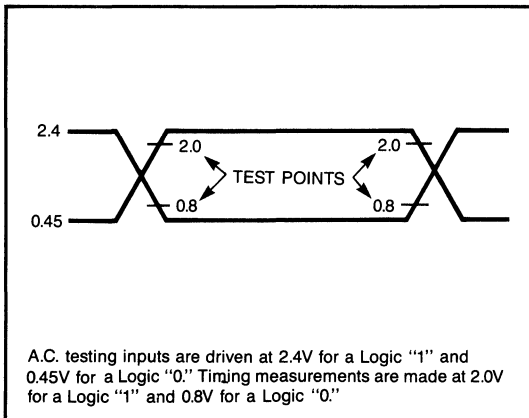 2.4
2.0 2.0
TEST POINTS
0.8 0.8
0.45
A.C. testing inputs are driven at 2.4V for a Logic “1” and
0.45V for a Logic “0.” Timing measurements are made at 2.0V
for a Logic “1” and 0.8V for a Logic “0.”